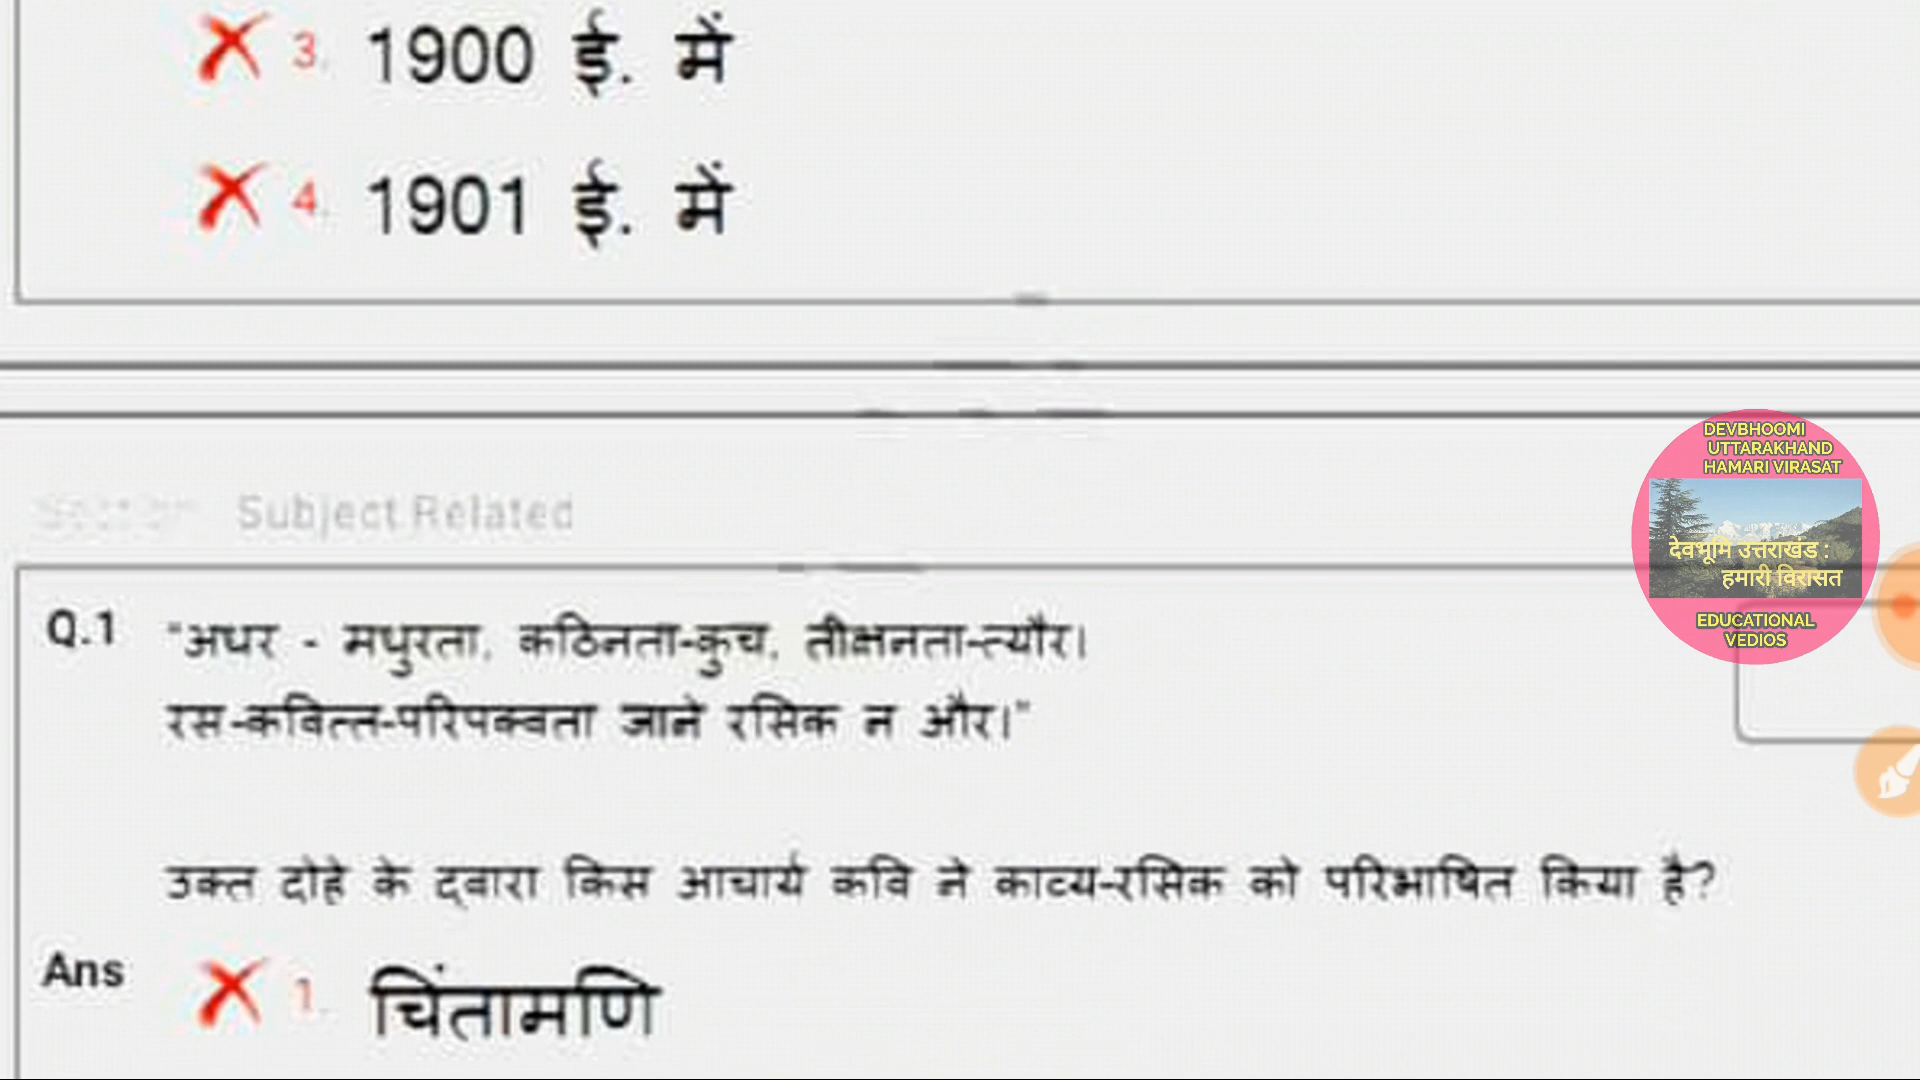 3. 1900 ई. में
4. 1901 ई. में
Subject Related
Q.1 "अधर - मधुरता, कठिनता-कुच, तीक्षनता-त्यौर।
रस-कवित्त-परिपक्वता जाने रसिक न और।"
उक्त दोहे के द्वारा किस आचार्य कवि ने काव्य-रसिक को परिभाषित किया है?
Ans 1. चिंतामणि
DEVBHOOMI
UTTARAKHAND
HAMARI VIRASAT
देवभूमि उत्तराखंड :
हमारी विरासत
EDUCATIONAL
VEDIOS